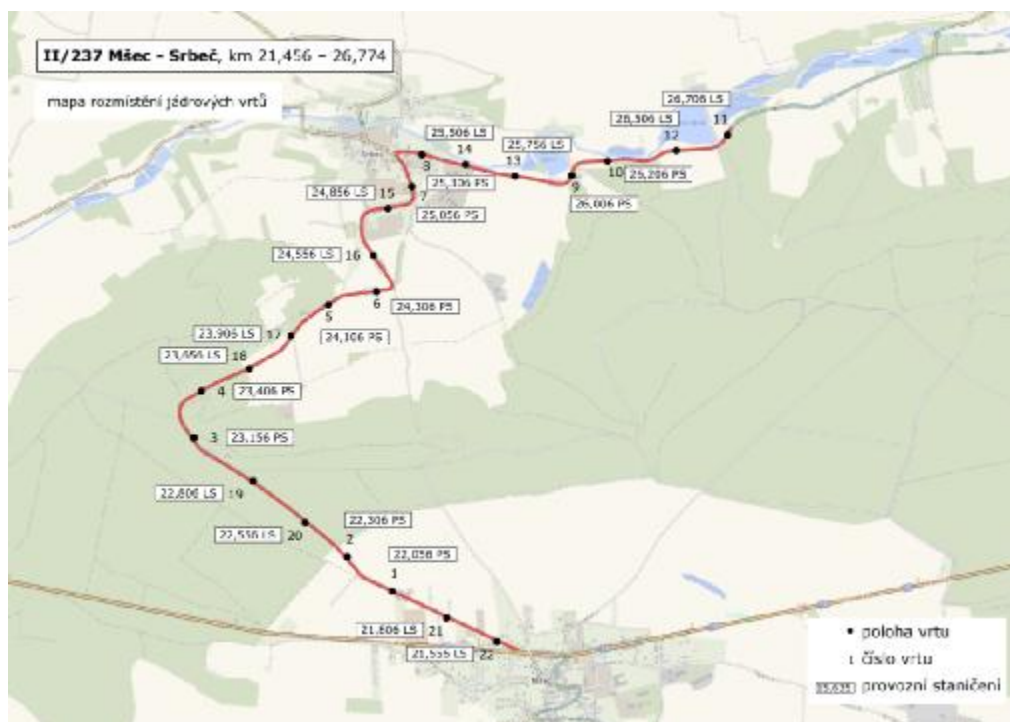 II/237 Mšec - Srbeč, km 21,456 – 26,774
mapa rozmístění jádrových vrtů
26,706 LS
11
26,506 LS
12
25,506 LS
14
25,756 LS
13
10
26,206 PS
9
26,006 PS
8
25,306 PS
7
24,856 LS
15
25,056 PS
24,556 LS
16
6
24,306 PS
5
24,106 PS
23,906 LS
17
23,656 LS
18
4
23,406 PS
3
23,156 PS
22,806 LS
19
22,556 LS
20
22,306 PS
2
22,056 PS
1
21,806 LS
21
21,556 LS
22
poloha vrtu
1 číslo vrtu
provozní staničení